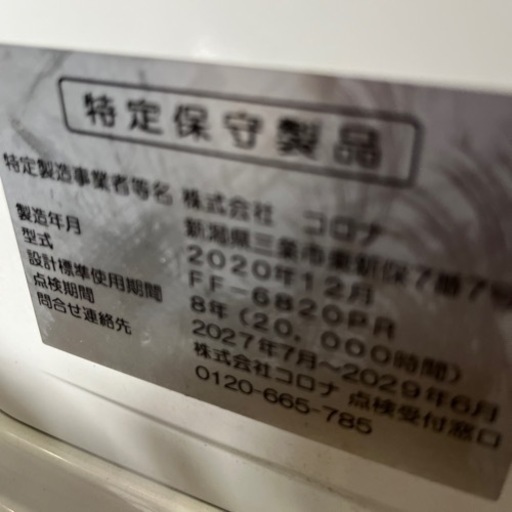 特定保守製品
特定製造事業者等名 株式会社 コロナ
新潟県三条市東新保7番7号
製造年月 2020年12月
型式 FF-6820PR
設計標準使用期間 8年(20,000時間)
点検期間 2027年7月～2029年6月
問合せ連絡先 株式会社コロナ 点検受付窓口
0120-665-785